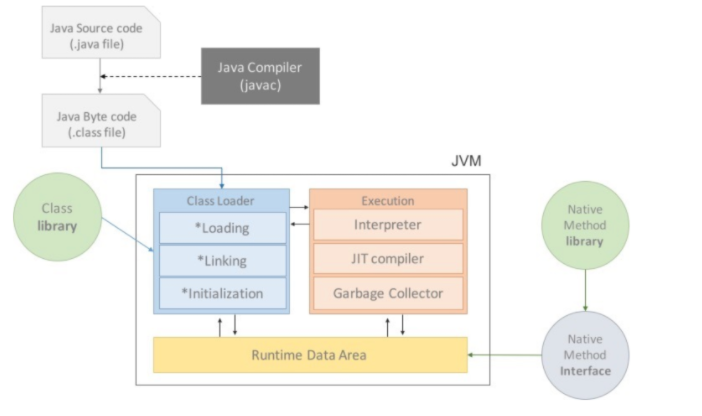 Java Source code
(.java file)
Java Compiler
(javac)
Java Byte code
(.class file)
JVM
Class
library
Class Loader
*Loading
*Linking
*Initialization
Execution
Interpreter
JIT compiler
Garbage Collector
Native
Method
library
Runtime Data Area
Native
Method
Interface